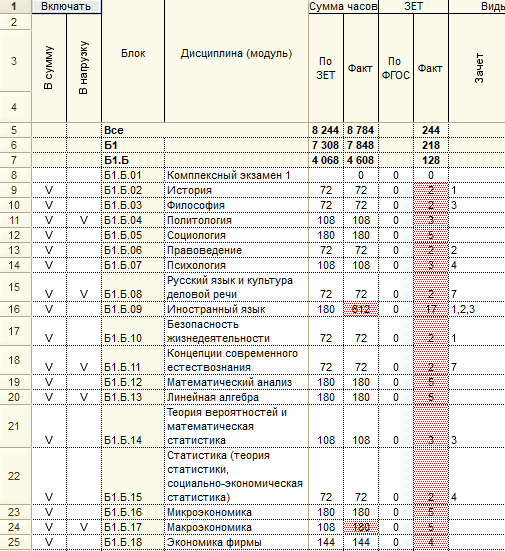 1 Включать Сумма часов ЗЕТ Виды
2
3 В сумму В нагрузку Блок Дисциплина (модуль) По ЗЕТ Факт По ФГОС Факт Зачет
4
5 Все 8 244 8 784 244
6 Б1 7 308 7 848 218
7 Б1.Б 4 068 4 608 128
8 Б1.Б.01 Комплексный экзамен 1 0 0 0
9 V Б1.Б.02 История 72 72 0 2 1
10 V Б1.Б.03 Философия 72 72 0 2 3
11 V V Б1.Б.04 Политология 108 108 0 3
12 V Б1.Б.05 Социология 180 180 0 5
13 V Б1.Б.06 Правоведение 72 72 0 2 2
14 V Б1.Б.07 Психология 108 108 0 3 4
Русский язык и культура
15 V V Б1.Б.08 деловой речи 72 72 0 2 7
16 V Б1.Б.09 Иностранный язык 180 612 0 17 1,2,3
Безопасность
17 V Б1.Б.10 жизнедеятельности 72 72 0 2 1
Концепции современного
18 V V Б1.Б.11 естествознания 72 72 0 2 7
19 V Б1.Б.12 Математический анализ 180 180 0 5
20 V V Б1.Б.13 Линейная алгебра 180 180 0 5
Теория вероятностей и
21 математическая
V Б1.Б.14 статистика 108 108 0 3 3
Статистика (теория
22 статистики,
социально-экономическая
V Б1.Б.15 статистика) 72 72 0 2 4
23 V Б1.Б.16 Микроэкономика 180 180 0 5
24 V V Б1.Б.17 Макроэкономика 108 180 0 5
25 V Б1.Б.18 Экономика фирмы 144 144 0 4